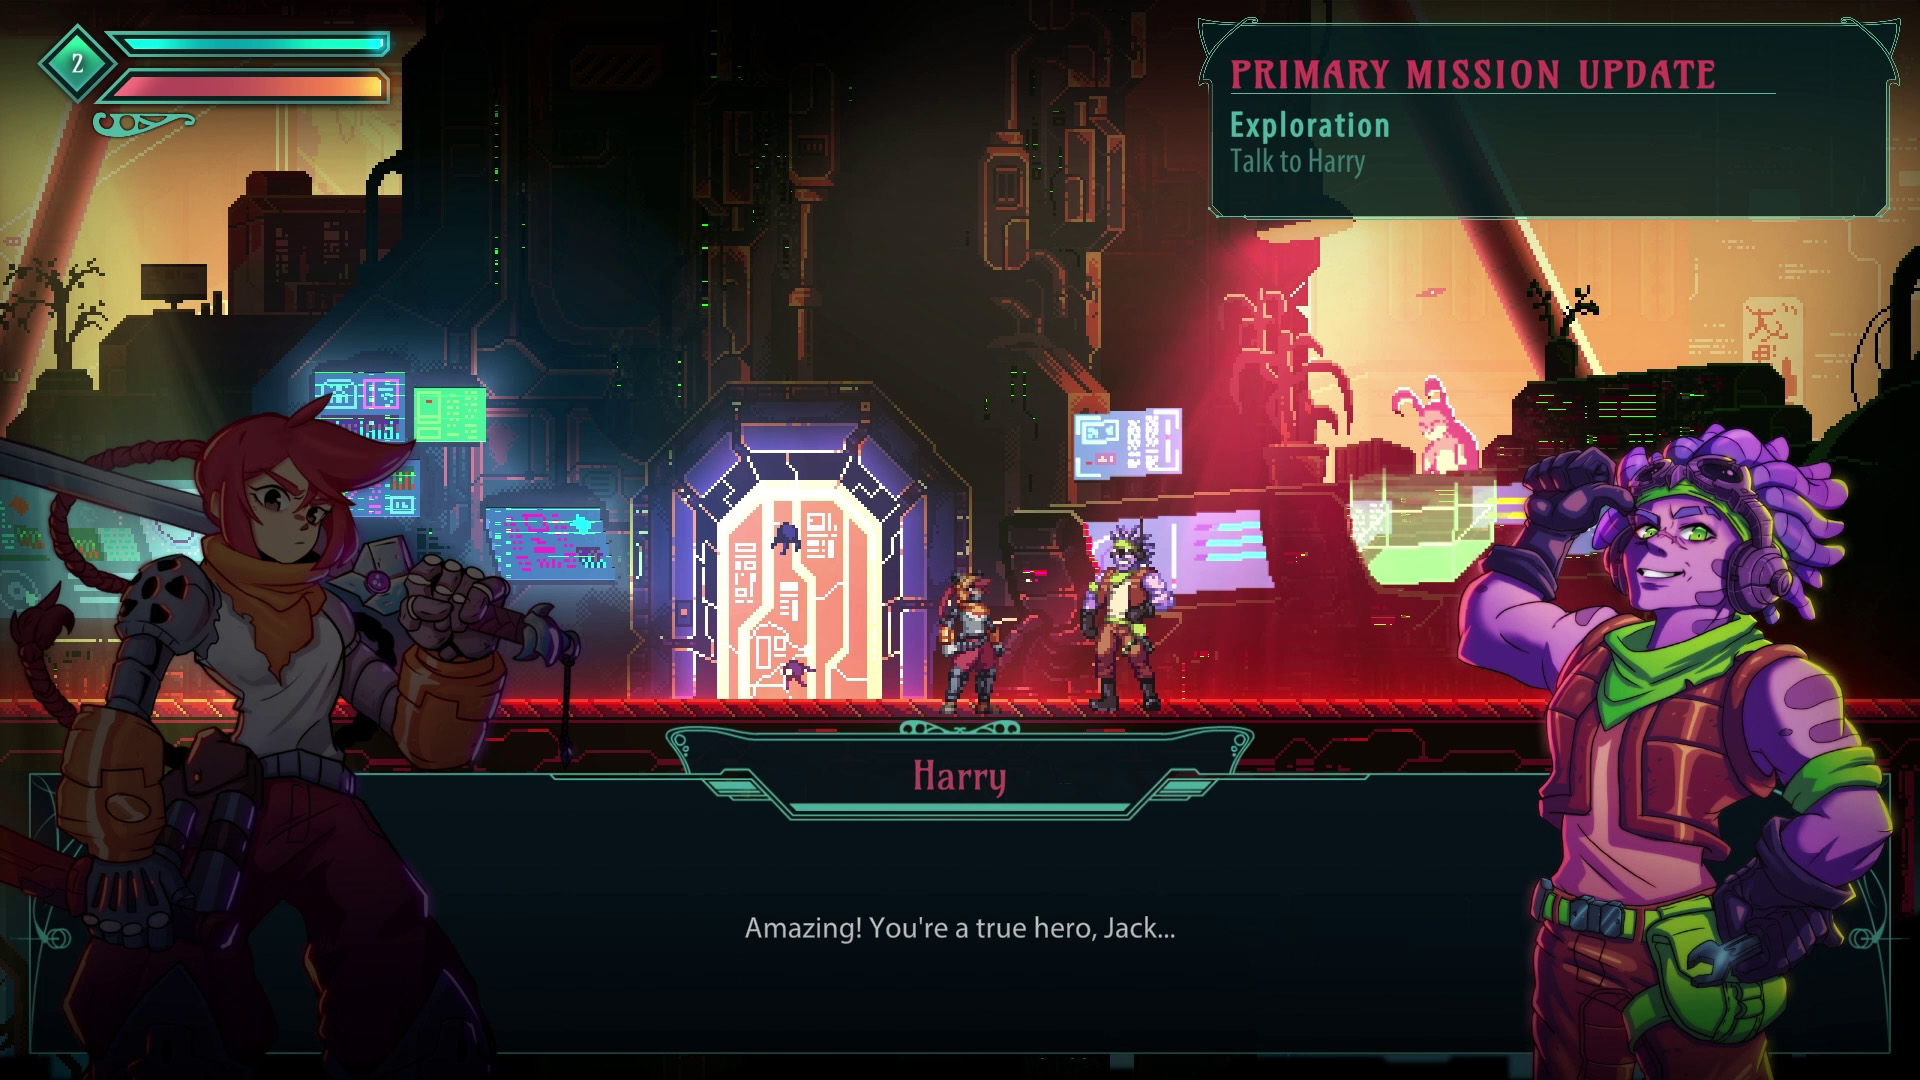 2
PRIMARY MISSION UPDATE
Exploration
Talk to Harry
Harry
Amazing! You're a true hero, Jack...